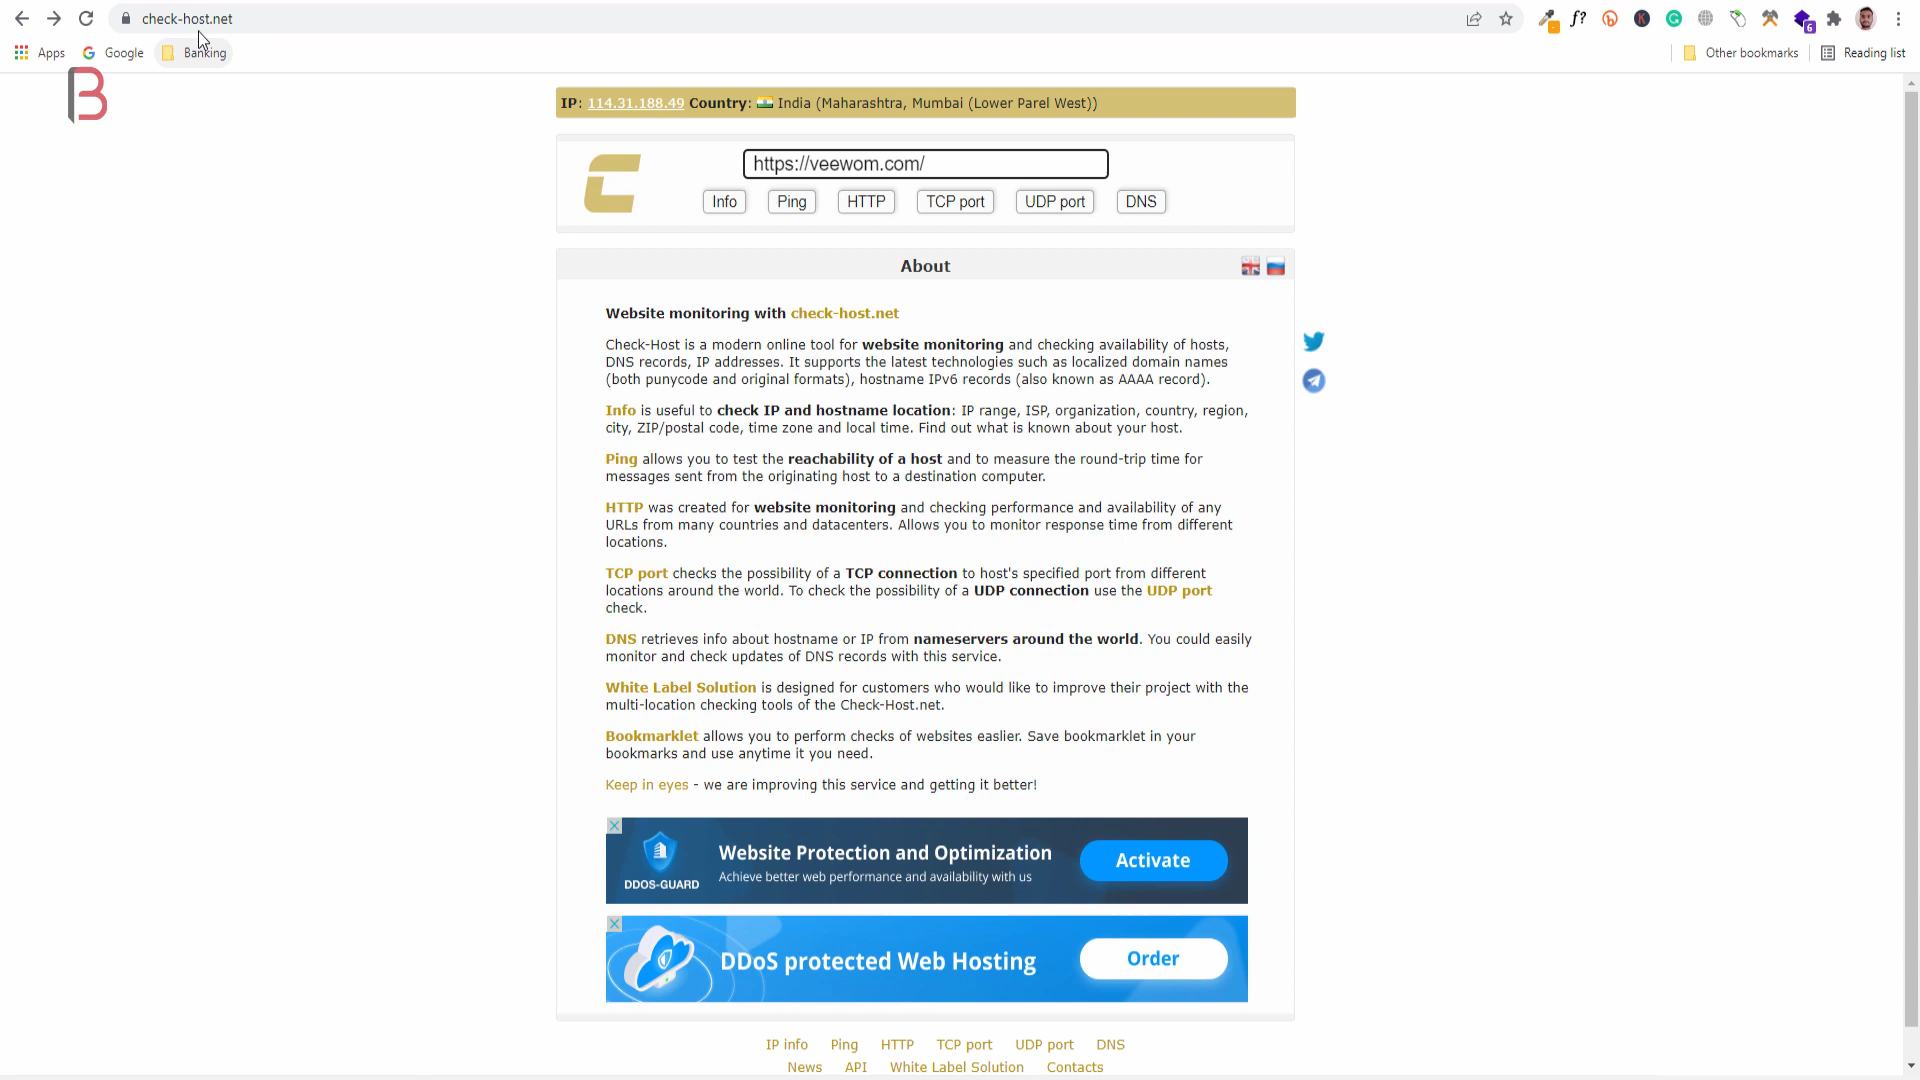 check-host.net
f?
6
Apps
Google
Banking
Other bookmarks
Reading list
B
IP: 114.31.188.49 Country: India (Maharashtra, Mumbai (Lower Parel West))
https://veewom.com/
Info
Ping
HTTP
TCP port
UDP port
DNS
About
Website monitoring with check-host.net
Check-Host is a modern online tool for website monitoring and checking availability of hosts,
DNS records, IP addresses. It supports the latest technologies such as localized domain names
(both punycode and original formats), hostname IPv6 records (also known as AAAA record).
Info is useful to check IP and hostname location: IP range, ISP, organization, country, region,
city, ZIP/postal code, time zone and local time. Find out what is known about your host.
Ping allows you to test the reachability of a host and to measure the round-trip time for
messages sent from the originating host to a destination computer.
HTTP was created for website monitoring and checking performance and availability of any
URLs from many countries and datacenters. Allows you to monitor response time from different
locations.
TCP port checks the possibility of a TCP connection to host's specified port from different
locations around the world. To check the possibility of a UDP connection use the UDP port
check.
DNS retrieves info about hostname or IP from nameservers around the world. You could easily
monitor and check updates of DNS records with this service.
White Label Solution is designed for customers who would like to improve their project with the
multi-location checking tools of the Check-Host.net.
Bookmarklet allows you to perform checks of websites easlier. Save bookmarklet in your
bookmarks and use anytime it you need.
Keep in eyes - we are improving this service and getting it better!
DDOS-GUARD
Website Protection and Optimization
Achieve better web performance and availability with us
Activate
DDoS protected Web Hosting
Order
IP info
Ping
HTTP
TCP port
UDP port
DNS
News
API
White Label Solution
Contacts